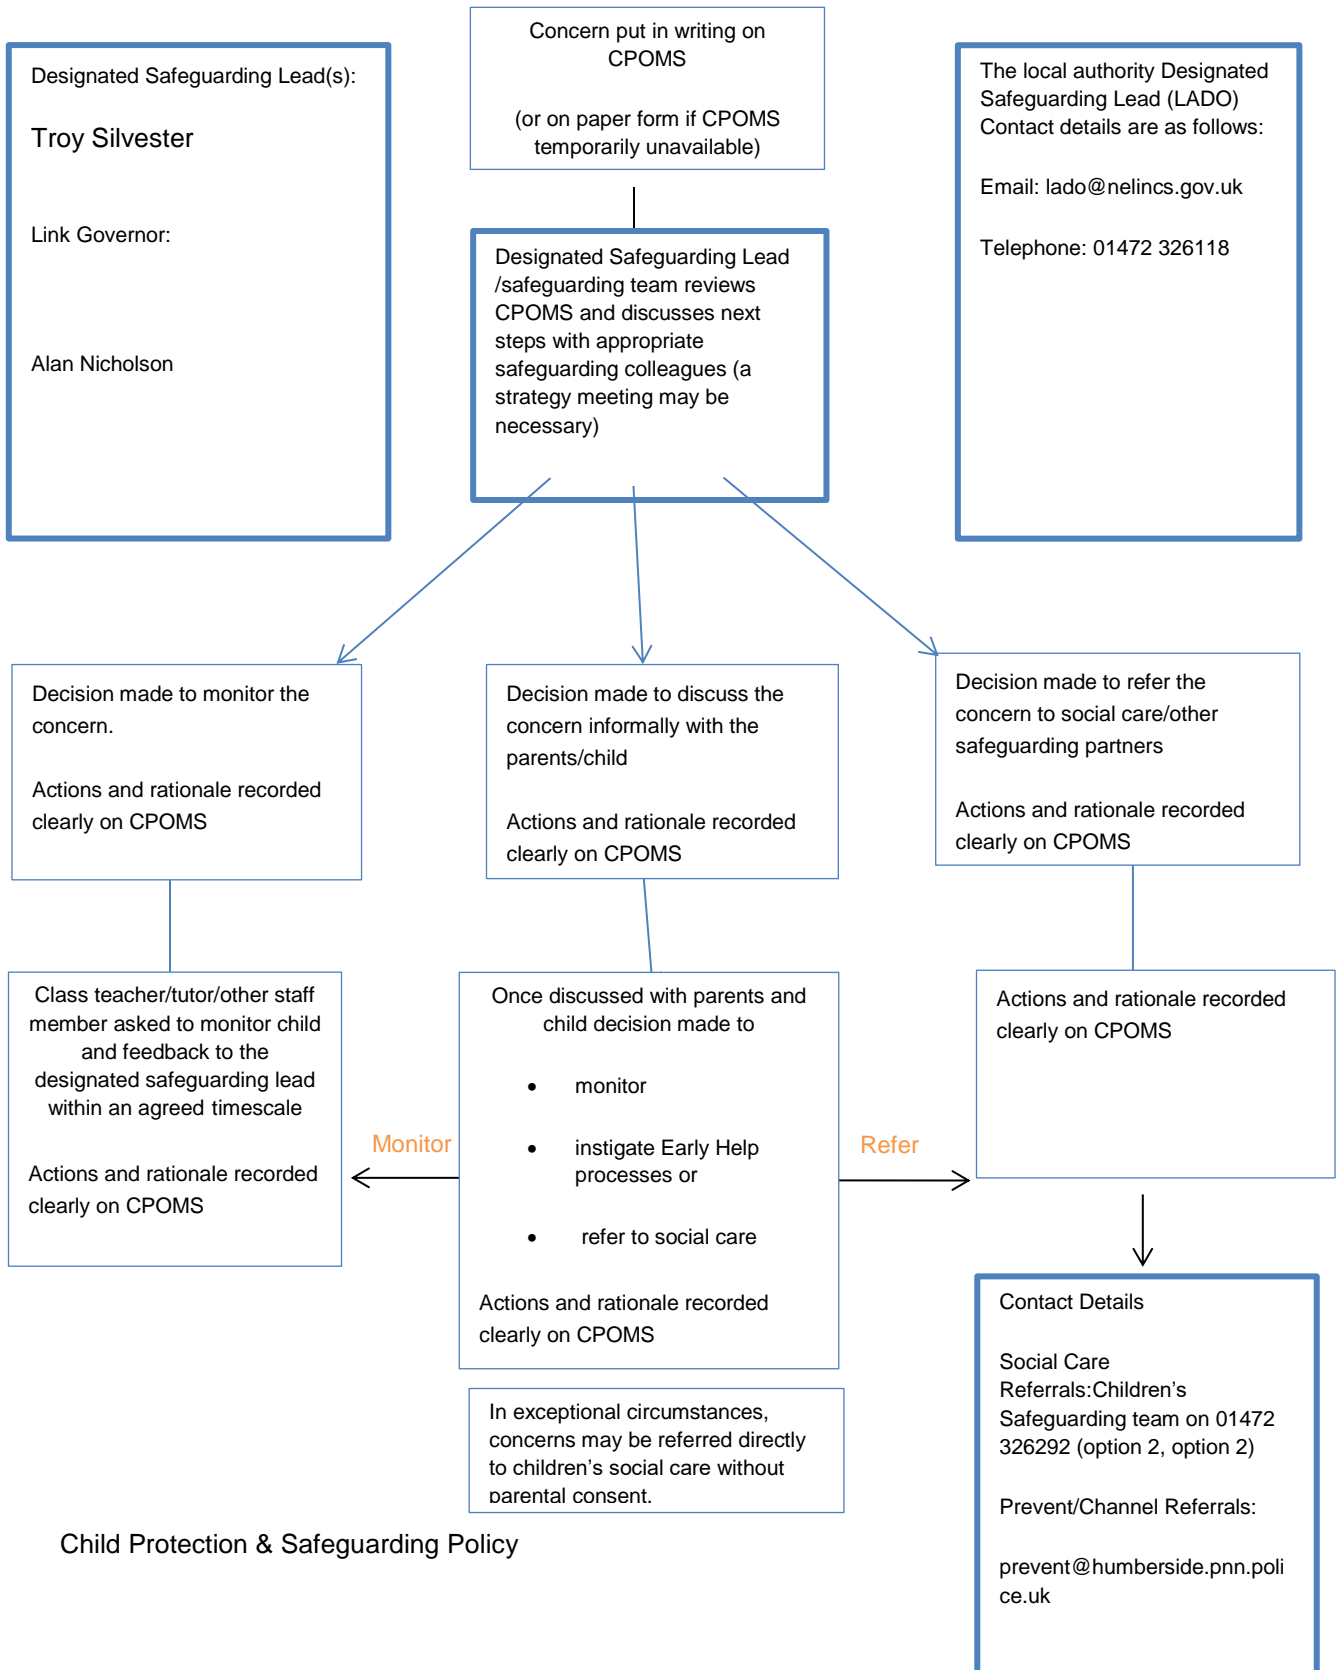 Concern put in writing on
CPOMS
(or on paper form if CPOMS
temporarily unavailable)
Designated Safeguarding Lead(s):
Troy Silvester
Link Governor:
Alan Nicholson
The local authority Designated
Safeguarding Lead (LADO)
Contact details are as follows:
Email: lado@nelincs.gov.uk
Telephone: 01472 326118
Designated Safeguarding Lead
/safeguarding team reviews
CPOMS and discusses next
steps with appropriate
safeguarding colleagues (a
strategy meeting may be
necessary)
Decision made to monitor the
concern.
Actions and rationale recorded
clearly on CPOMS
Decision made to discuss the
concern informally with the
parents/child
Actions and rationale recorded
clearly on CPOMS
Decision made to refer the
concern to social care/other
safeguarding partners
Actions and rationale recorded
clearly on CPOMS
Class teacher/tutor/other staff
member asked to monitor child
and feedback to the
designated safeguarding lead
within an agreed timescale
Actions and rationale recorded
clearly on CPOMS
Monitor
Once discussed with parents and
child decision made to
• monitor
• instigate Early Help
processes or
• refer to social care
Actions and rationale recorded
clearly on CPOMS
Refer
Actions and rationale recorded
clearly on CPOMS
In exceptional circumstances,
concerns may be referred directly
to children’s social care without
parental consent.
Contact Details
Social Care
Referrals:Children’s
Safeguarding team on 01472
326292 (option 2, option 2)
Prevent/Channel Referrals:
prevent@humberside.pnn.poli
ce.uk
Child Protection & Safeguarding Policy